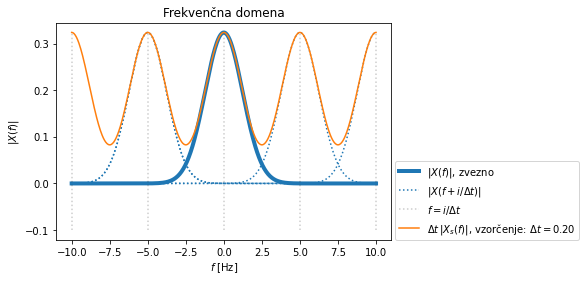 Frekvenčna domena
|X(f)|
0.3
0.2
0.1
0.0
−0.1
−10.0 −7.5 −5.0 −2.5 0.0 2.5 5.0 7.5 10.0
f [Hz]
|X(f)|, zvezno
|X(f + i/Δt)|
f = i/Δt
Δt |Xₛ(f)|, vzorčenje: Δt = 0.20